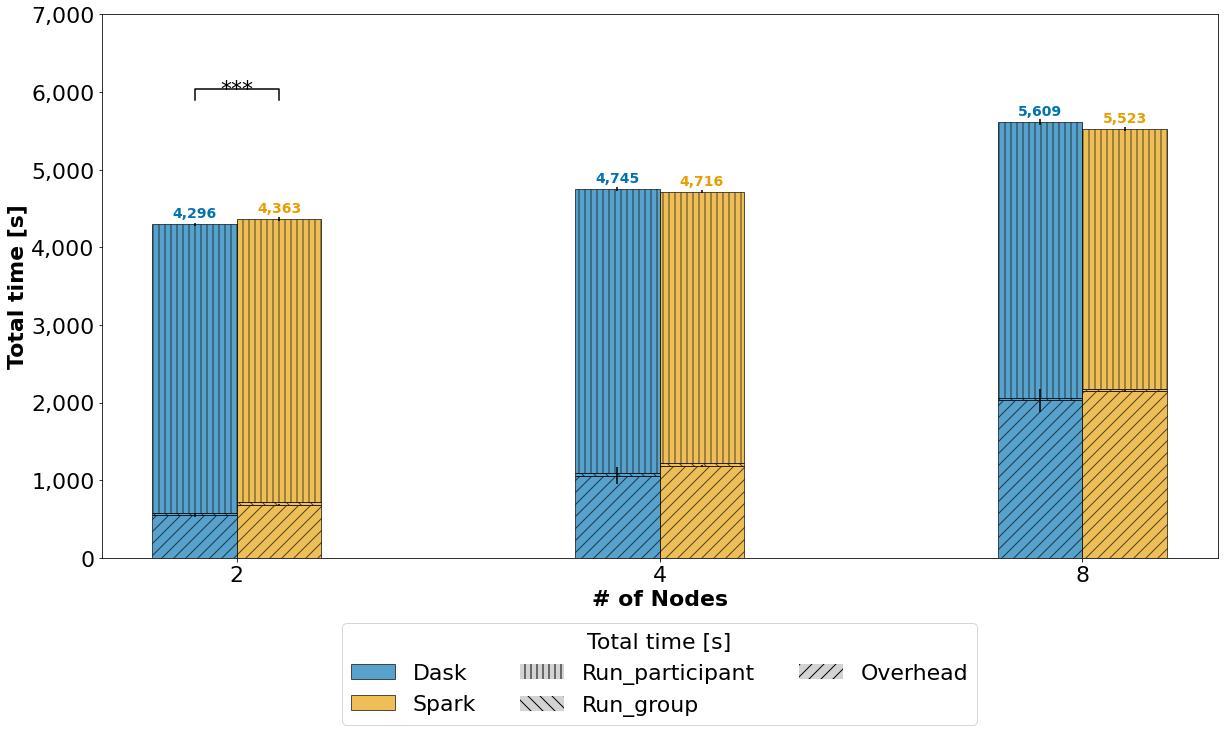 7,000
6,000
5,000
4,000
3,000
2,000
1,000
0
Total time [s]
***
4,296
4,363
4,745
4,716
5,609
5,523
2
4
8
# of Nodes
Total time [s]
Dask
Spark
Run_participant
Run_group
Overhead